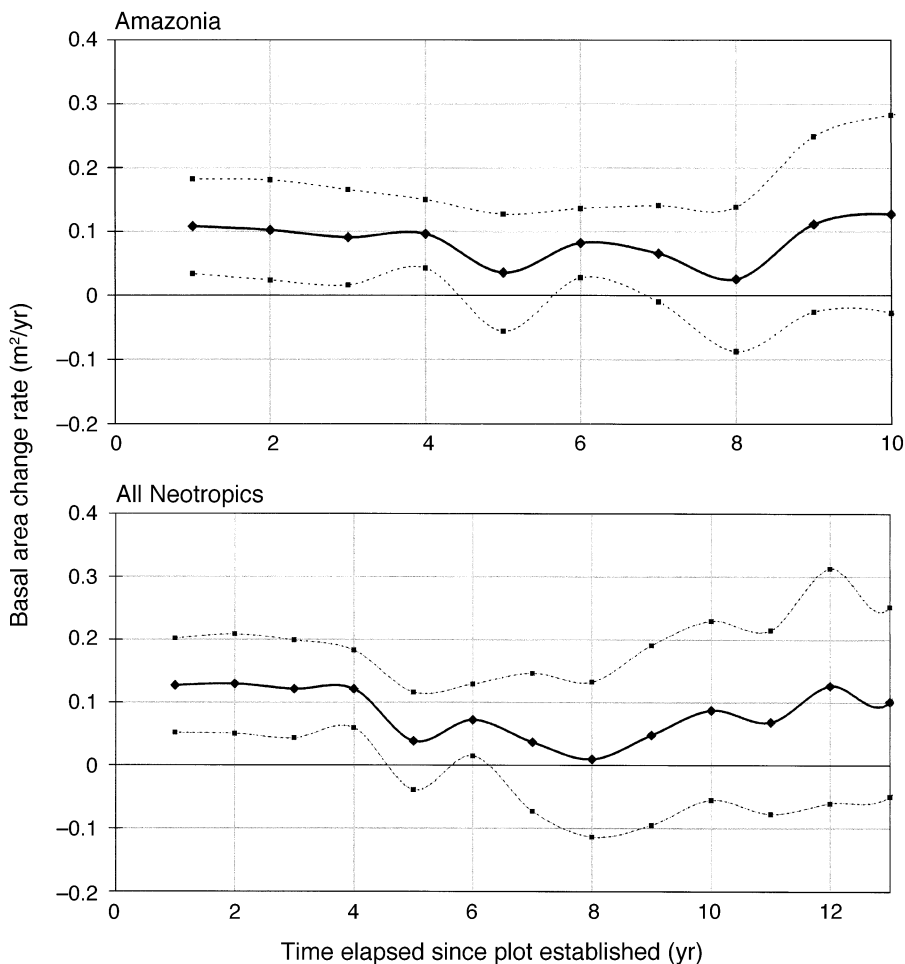 Amazonia
0.4
0.3
0.2
0.1
0
–0.1
–0.2
0 2 4 6 8 10
All Neotropics
0.4
0.3
0.2
0.1
0
–0.1
–0.2
0 2 4 6 8 10 12
Basal area change rate (m²/yr)
Time elapsed since plot established (yr)